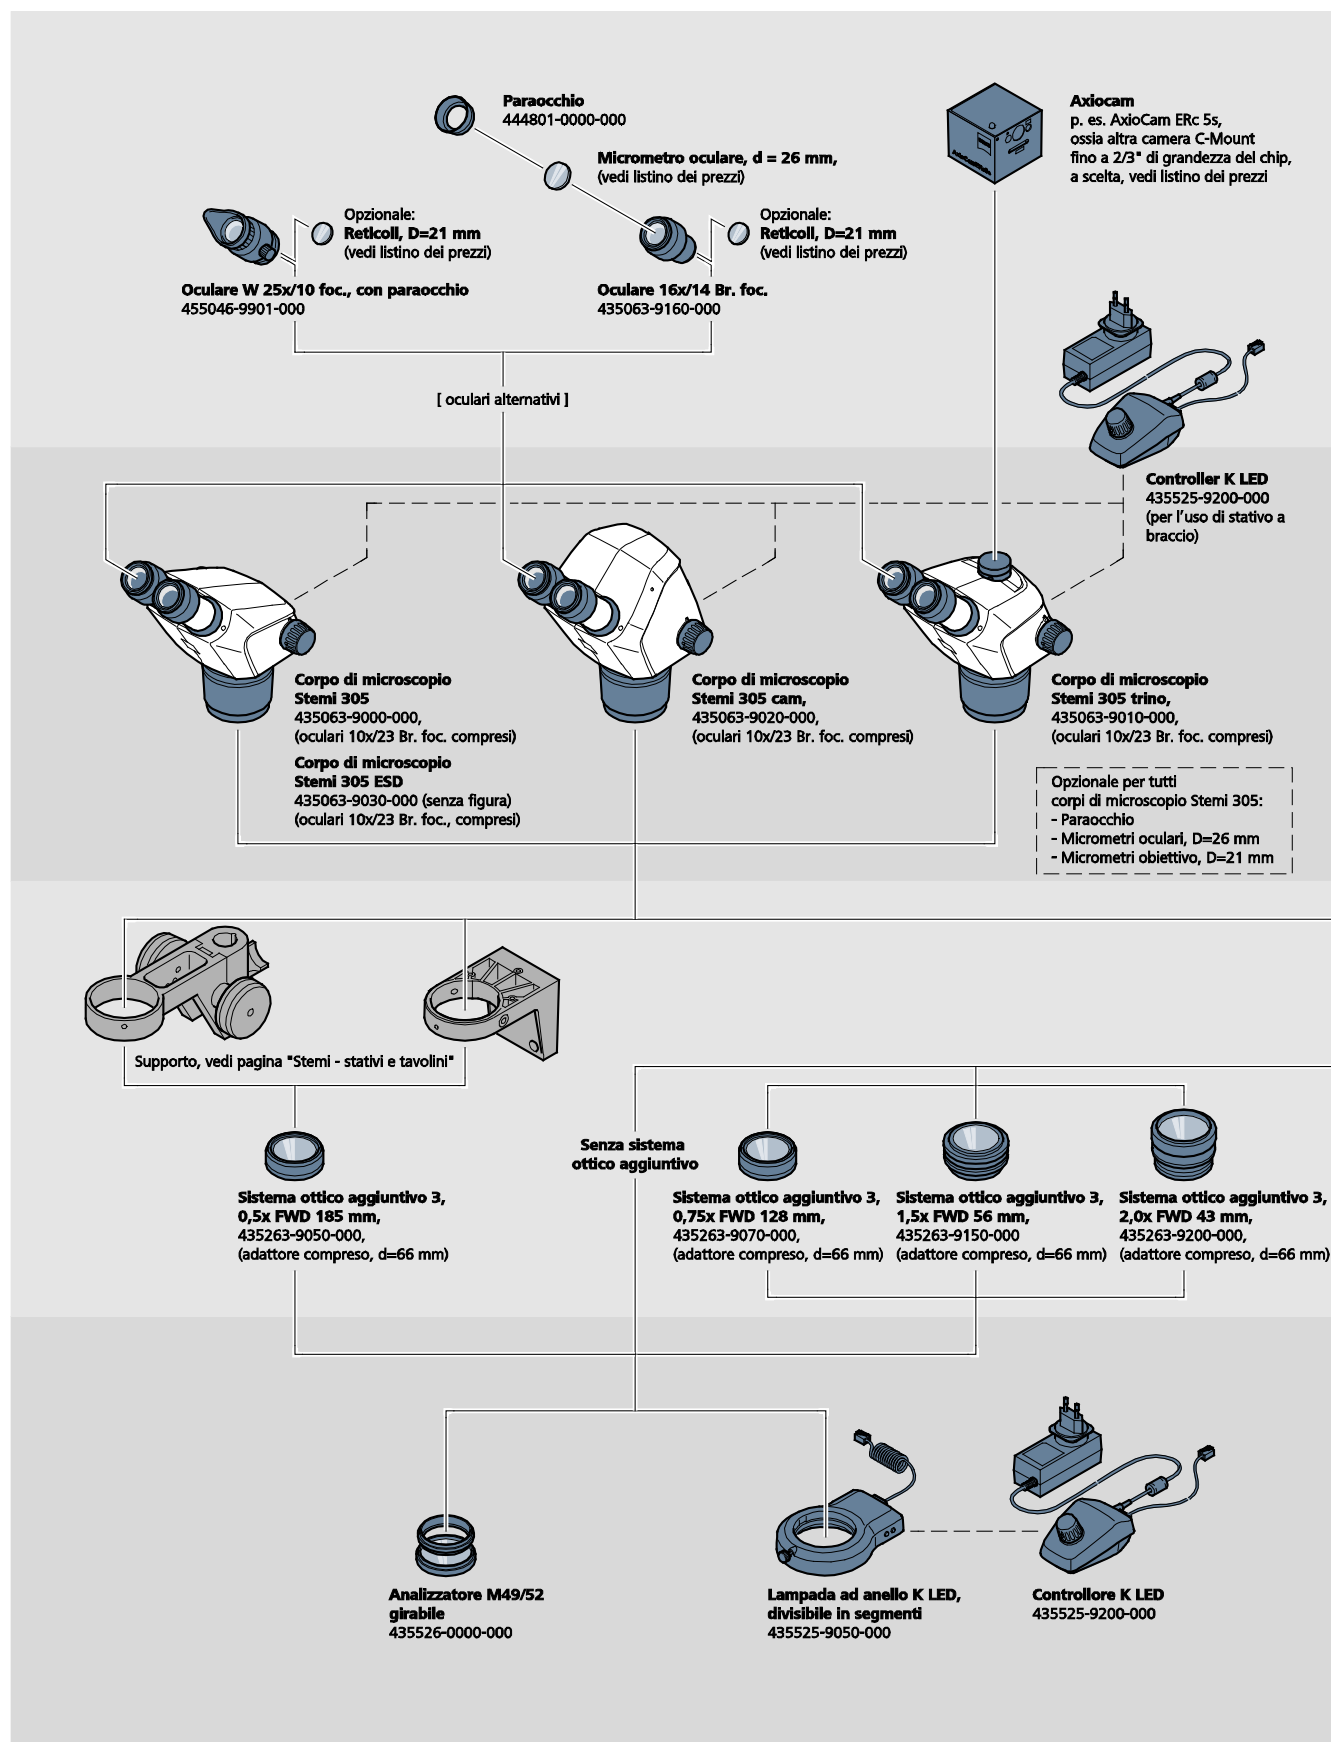 Paraocchio
444801-0000-000
Micrometro oculare, d = 26 mm,
(vedi listino dei prezzi)
Axiocam
p. es. AxioCam ERc 5s,
ossia altra camera C-Mount
fino a 2/3" di grandezza del chip,
a scelta, vedi listino dei prezzi
Opzionale:
Reticoli, D=21 mm
(vedi listino dei prezzi)
Opzionale:
Reticoli, D=21 mm
(vedi listino dei prezzi)
Oculare W 25x/10 foc., con paraocchio
455046-9901-000
Oculare 16x/14 Br. foc.
435063-9160-000
[ oculari alternativi ]
Controller K LED
435525-9200-000
(per l'uso di stativo a
braccio)
Corpo di microscopio
Stemi 305
435063-9000-000,
(oculari 10x/23 Br. foc. compresi)
Corpo di microscopio
Stemi 305 ESD
435063-9030-000 (senza figura)
(oculari 10x/23 Br. foc., compresi)
Corpo di microscopio
Stemi 305 cam,
435063-9020-000,
(oculari 10x/23 Br. foc. compresi)
Corpo di microscopio
Stemi 305 trino,
435063-9010-000,
(oculari 10x/23 Br. foc. compresi)
Opzionale per tutti
corpi di microscopio Stemi 305:
- Paraocchio
- Micrometri oculari, D=26 mm
- Micrometri obiettivo, D=21 mm
Supporto, vedi pagina "Stemi - stativi e tavolini"
Senza sistema
ottico aggiuntivo
Sistema ottico aggiuntivo 3,
0,5x FWD 185 mm,
435263-9050-000,
(adattore compreso, d=66 mm)
Sistema ottico aggiuntivo 3,
0,75x FWD 128 mm,
435263-9070-000,
(adattore compreso, d=66 mm)
Sistema ottico aggiuntivo 3,
1,5x FWD 56 mm,
435263-9150-000
(adattore compreso, d=66 mm)
Sistema ottico aggiuntivo 3,
2,0x FWD 43 mm,
435263-9200-000,
(adattore compreso, d=66 mm)
Analizzatore M49/52
girabile
435526-0000-000
Lampada ad anello K LED,
divisibile in segmenti
435525-9050-000
Controllore K LED
435525-9200-000